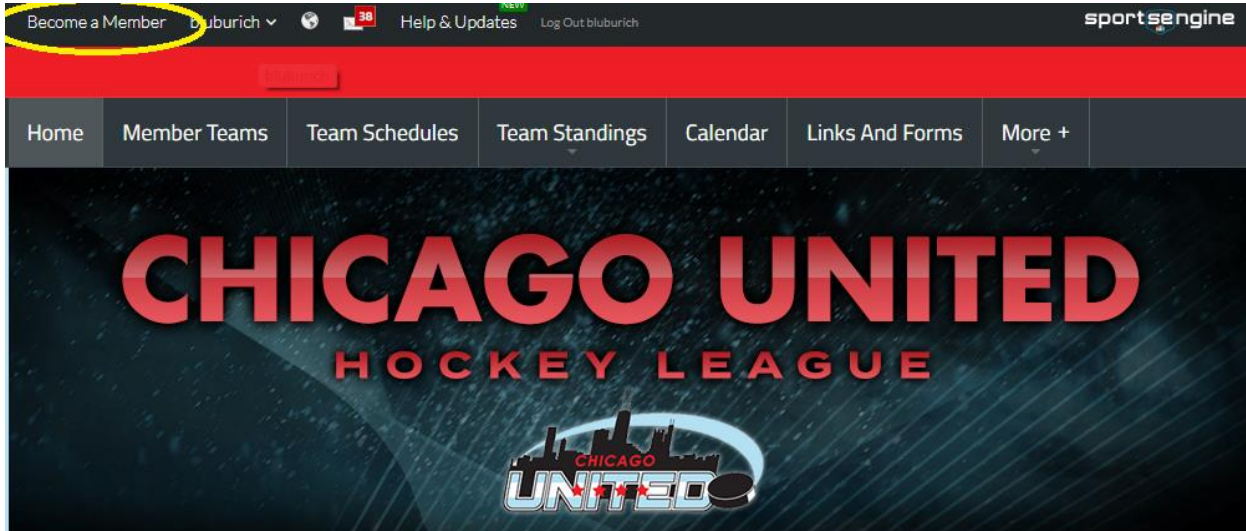 Become a Member bluburich 38 Help & Updates NEW Log Out bluburich sportsengine
bluburich
Home Member Teams Team Schedules Team Standings Calendar Links And Forms More +
CHICAGO UNITED
HOCKEY LEAGUE
CHICAGO
UNITED